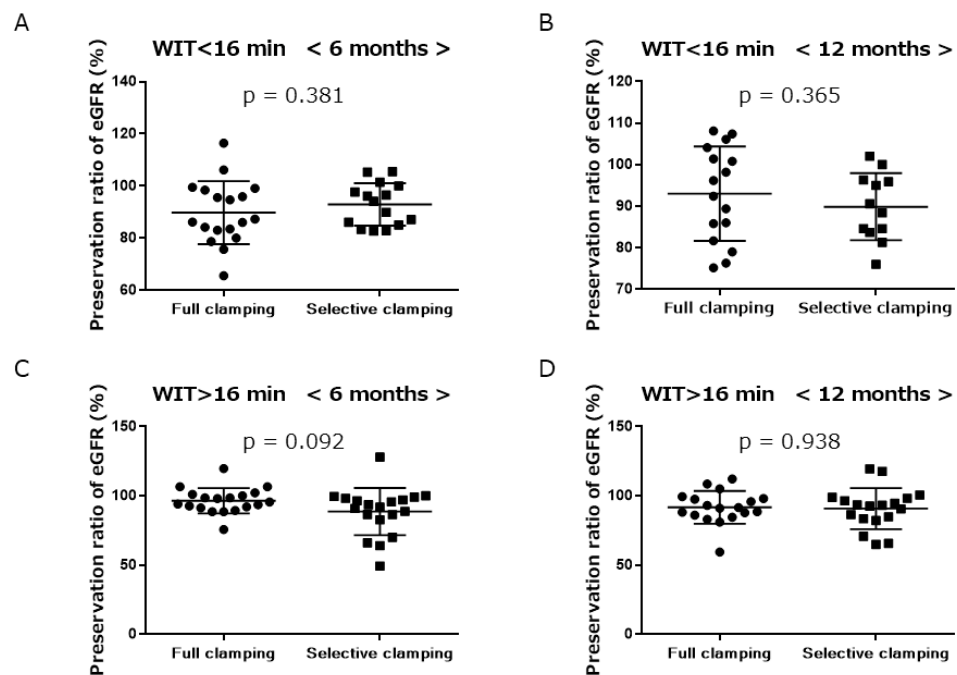 A
WIT<16 min < 6 months >
p = 0.381
Preservation ratio of eGFR (%)
140
120
100
80
60
Full clamping
Selective clamping
B
WIT<16 min < 12 months >
p = 0.365
Preservation ratio of eGFR (%)
120
110
100
90
80
70
Full clamping
Selective clamping
C
WIT>16 min < 6 months >
p = 0.092
Preservation ratio of eGFR (%)
150
100
50
0
Full clamping
Selective clamping
D
WIT>16 min < 12 months >
p = 0.938
Preservation ratio of eGFR (%)
150
100
50
0
Full clamping
Selective clamping